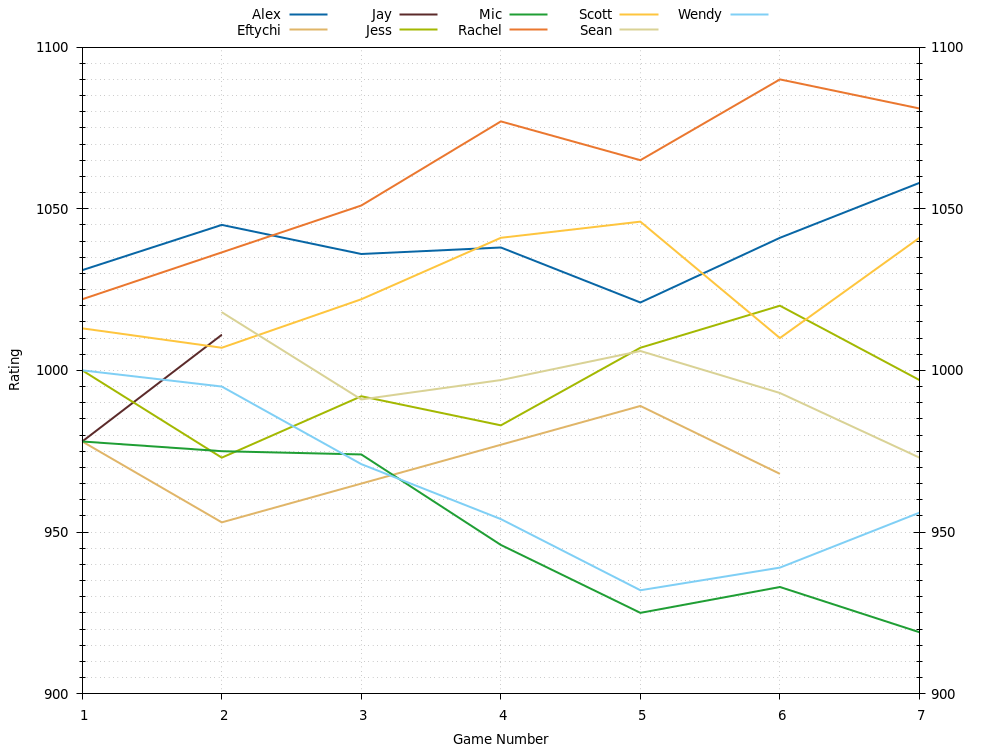 Alex Jay Mic Scott Wendy
Eftychi Jess Rachel Sean
1100 1100
1050 1050
1000 1000
Rating
950 950
900 900
1 2 3 4 5 6 7
Game Number